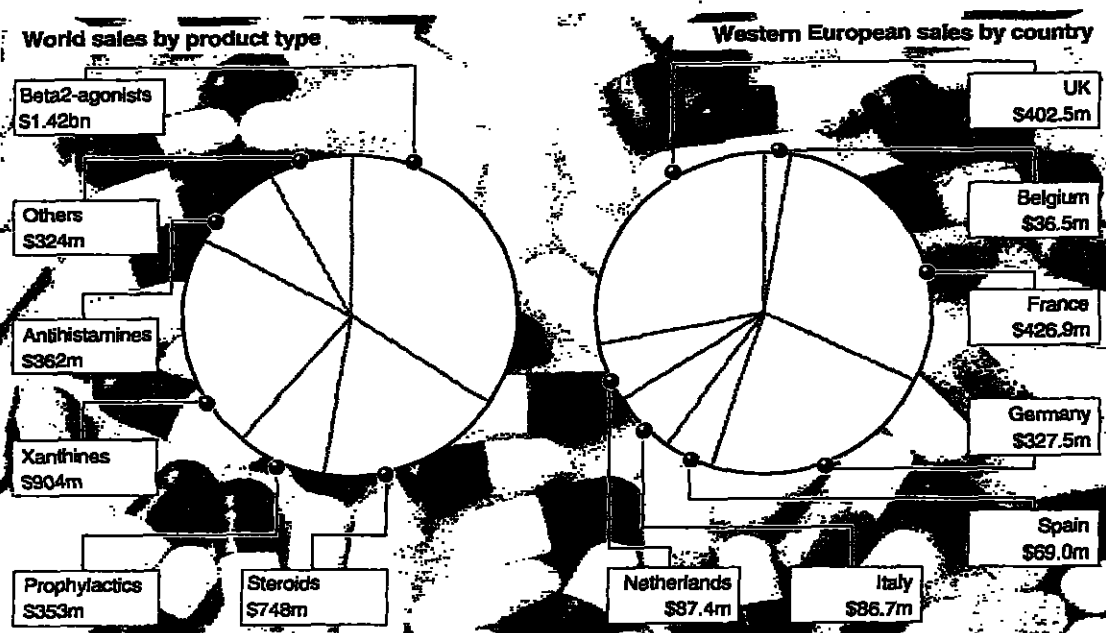 World sales by product type
Beta2-agonists
$1.42bn
Others
$324m
Antihistamines
$362m
Xanthines
$904m
Prophylactics
$353m
Steroids
$748m
Western European sales by country
UK
$402.5m
Belgium
$36.5m
France
$426.9m
Germany
$327.5m
Spain
$69.0m
Italy
$86.7m
Netherlands
$87.4m